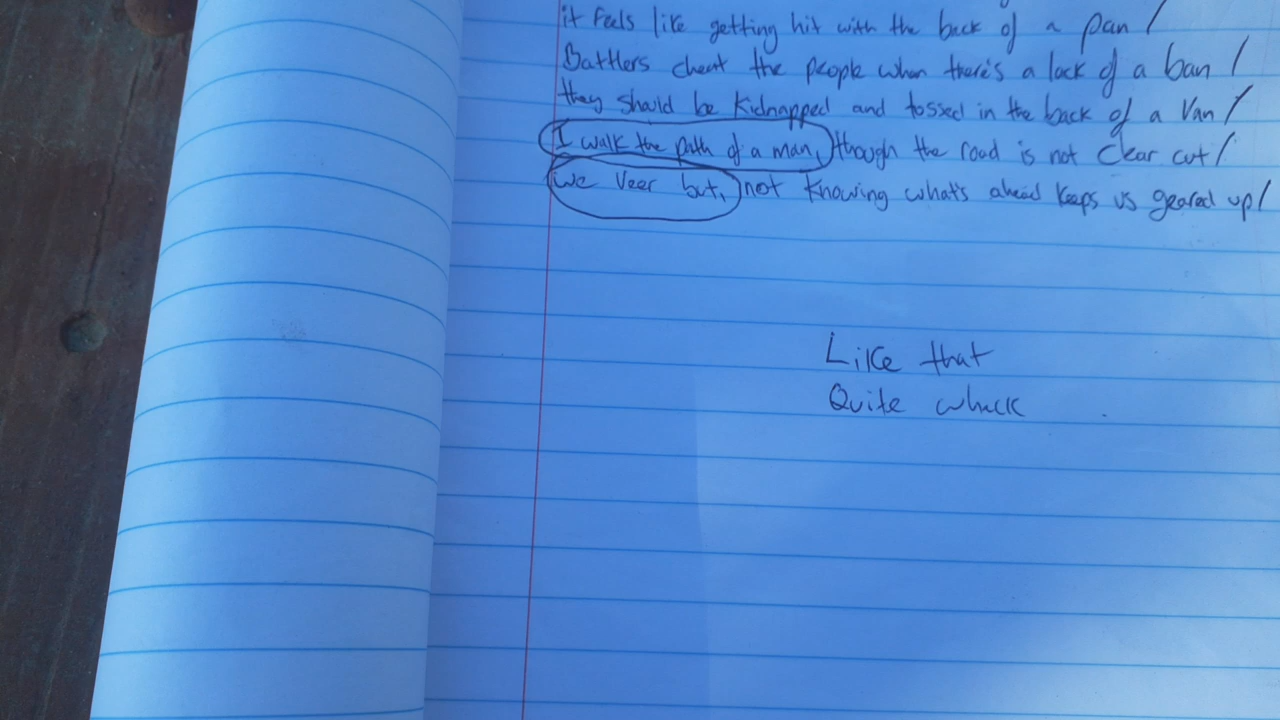 it feels like getting hit with the back of a pan /
Battlers cheat the people when there's a lack of a ban /
they should be kidnapped and tossed in the back of a Van /
I walk the path of a man, though the road is not clear cut /
We Veer but, not knowing what's ahead keeps us geared up /
Like that
Quite whack